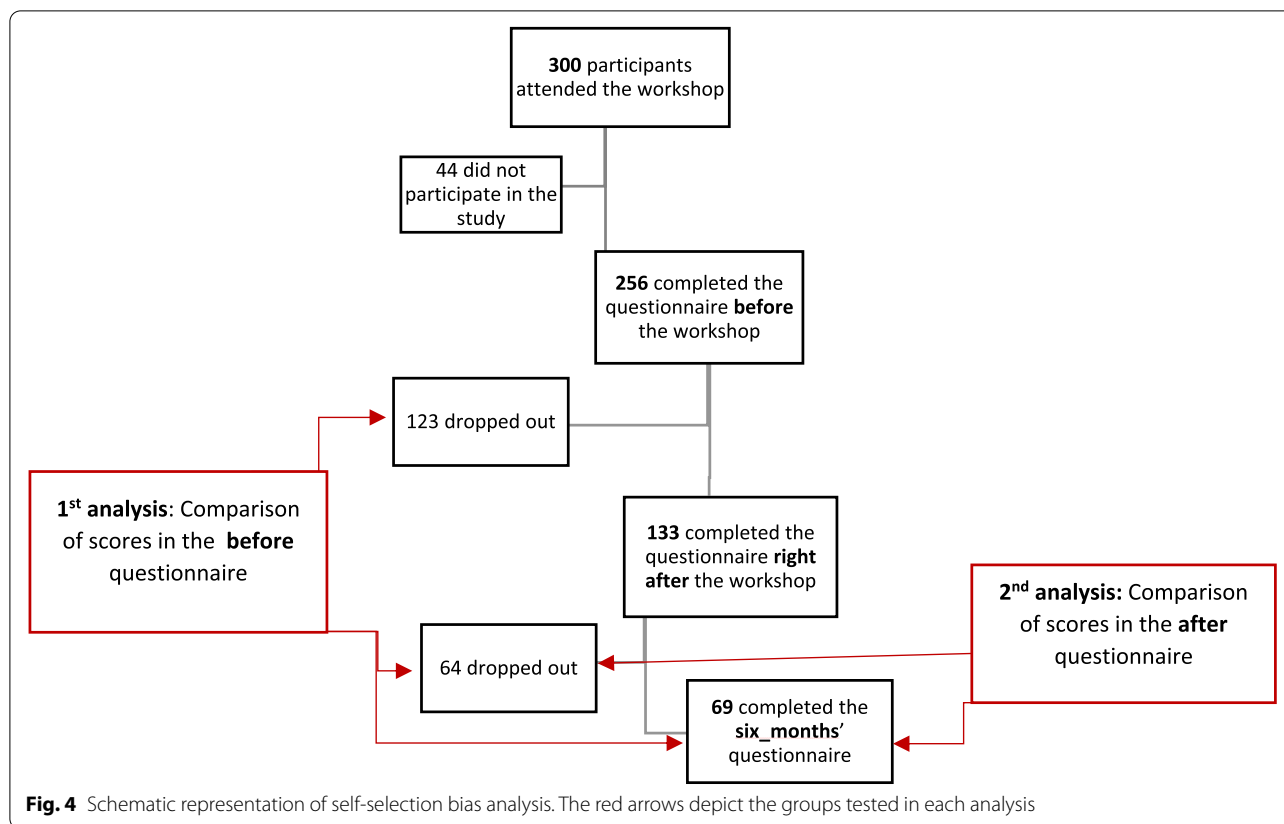 300 participants
attended the workshop
44 did not
participate in the
study
256 completed the
questionnaire before
the workshop
123 dropped out
1st analysis: Comparison
of scores in the before
questionnaire
133 completed the
questionnaire right
after the workshop
2nd analysis: Comparison
of scores in the after
questionnaire
64 dropped out
69 completed the
six_months’
questionnaire
Fig. 4 Schematic representation of self-selection bias analysis. The red arrows depict the groups tested in each analysis